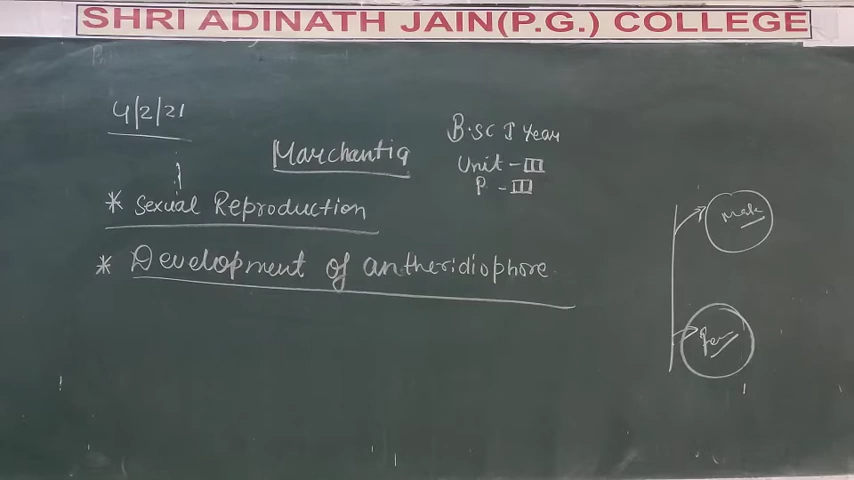 SHRI ADINATH JAIN(P.G.) COLLEGE
4/2/21
B.SC I Year
Marchantia
Unit - III
P - III
* Sexual Reproduction
* Development of antheridiophore
male